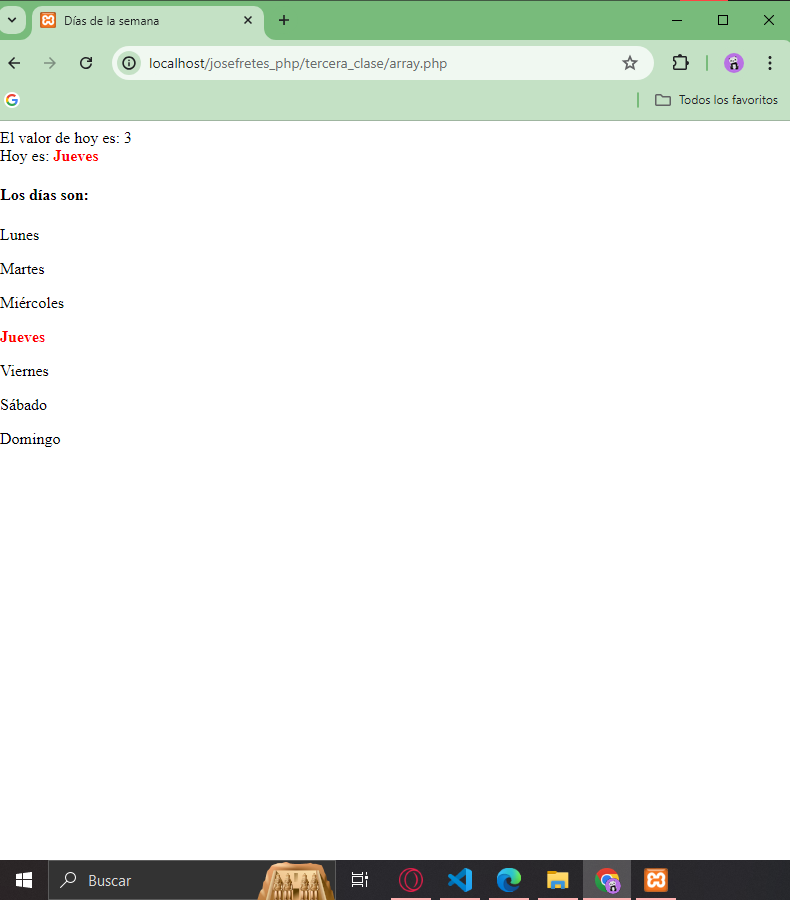 Días de la semana
localhost/josefretes_php/tercera_clase/array.php
Todos los favoritos
El valor de hoy es: 3
Hoy es: Jueves
Los días son:
Lunes
Martes
Miércoles
Jueves
Viernes
Sábado
Domingo
Buscar